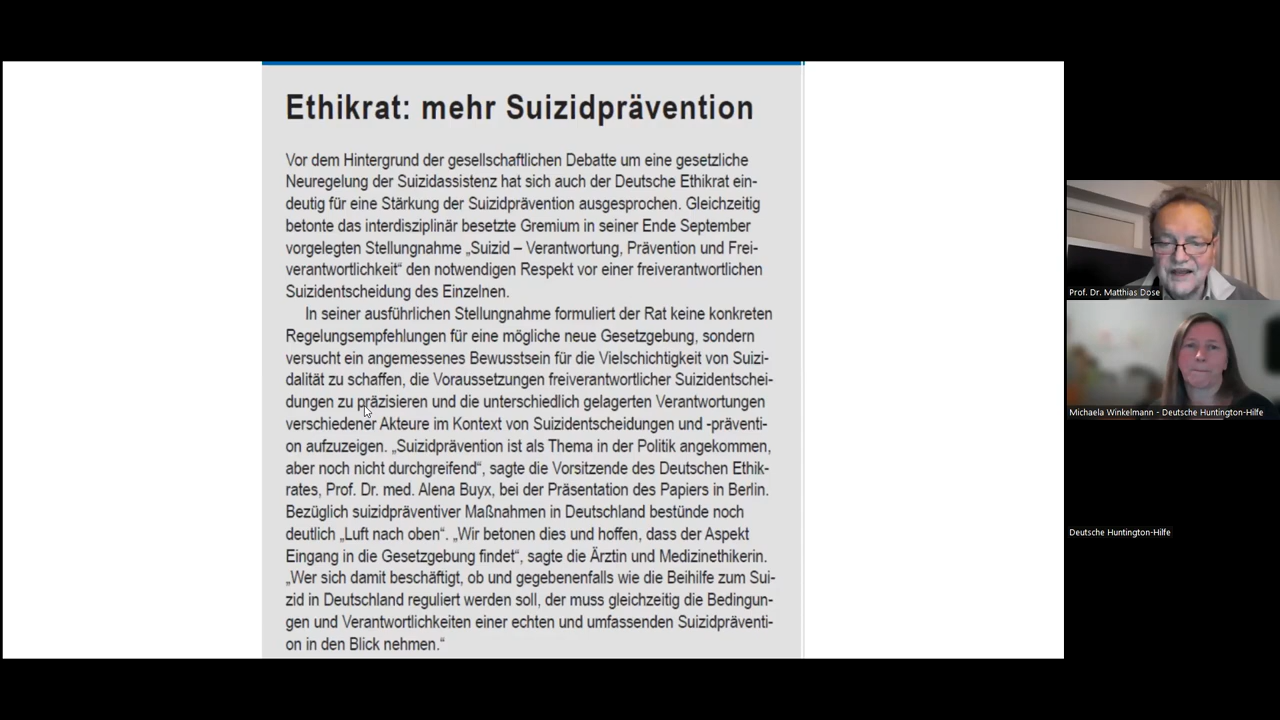 Ethikrat: mehr Suizidprävention
Vor dem Hintergrund der gesellschaftlichen Debatte um eine gesetzliche
Neuregelung der Suizidassistenz hat sich auch der Deutsche Ethikrat ein-
deutig für eine Stärkung der Suizidprävention ausgesprochen. Gleichzeitig
betonte das interdisziplinär besetzte Gremium in seiner Ende September
vorgelegten Stellungnahme „Suizid – Verantwortung, Prävention und Frei-
verantwortlichkeit“ den notwendigen Respekt vor einer freiverantwortlichen
Suizidentscheidung des Einzelnen.
In seiner ausführlichen Stellungnahme formuliert der Rat keine konkreten
Regelungsempfehlungen für eine mögliche neue Gesetzgebung, sondern
versucht ein angemessenes Bewusstsein für die Vielschichtigkeit von Suizi-
dalität zu schaffen, die Voraussetzungen freiverantwortlicher Suizidentschei-
dungen zu präzisieren und die unterschiedlich gelagerten Verantwortungen
verschiedener Akteure im Kontext von Suizidentscheidungen und -präventi-
on aufzuzeigen. „Suizidprävention ist als Thema in der Politik angekommen,
aber noch nicht durchgreifend“, sagte die Vorsitzende des Deutschen Ethik-
rates, Prof. Dr. med. Alena Buyx, bei der Präsentation des Papiers in Berlin.
Bezüglich suizidpräventiver Maßnahmen in Deutschland bestünde noch
deutlich „Luft nach oben“. „Wir betonen dies und hoffen, dass der Aspekt
Eingang in die Gesetzgebung findet“, sagte die Ärztin und Medizinethikerin.
„Wer sich damit beschäftigt, ob und gegebenenfalls wie die Beihilfe zum Sui-
zid in Deutschland reguliert werden soll, der muss gleichzeitig die Bedingun-
gen und Verantwortlichkeiten einer echten und umfassenden Suizidpräventi-
on in den Blick nehmen.“
Prof. Dr. Matthias Dose
Michaela Winkelmann - Deutsche Huntington-Hilfe
Deutsche Huntington-Hilfe